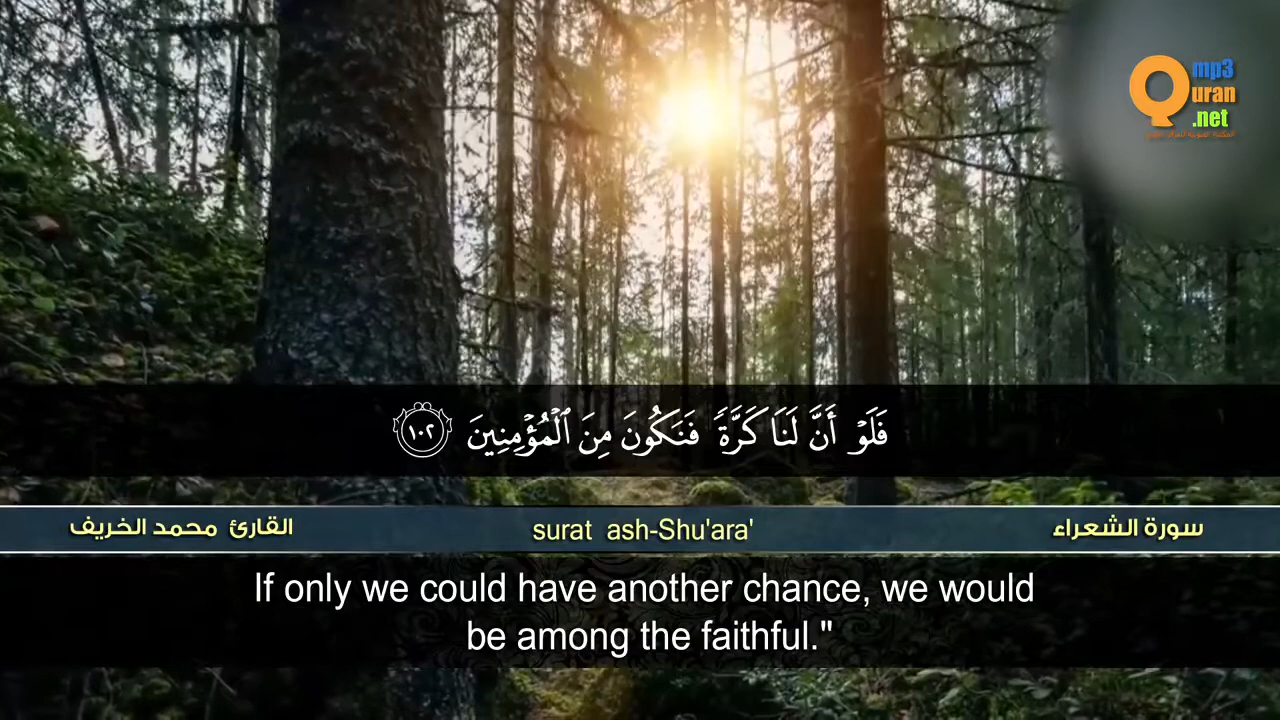 mp3
Quran
.net
فَلَوْ أَنَّ لَنَا كَرَّةً فَنَكُونَ مِنَ ٱلْمُؤْمِنِينَ ١٠٢
القارئ محمد الخريف
surat ash-Shu'ara'
سورة الشعراء
If only we could have another chance, we would
be among the faithful."